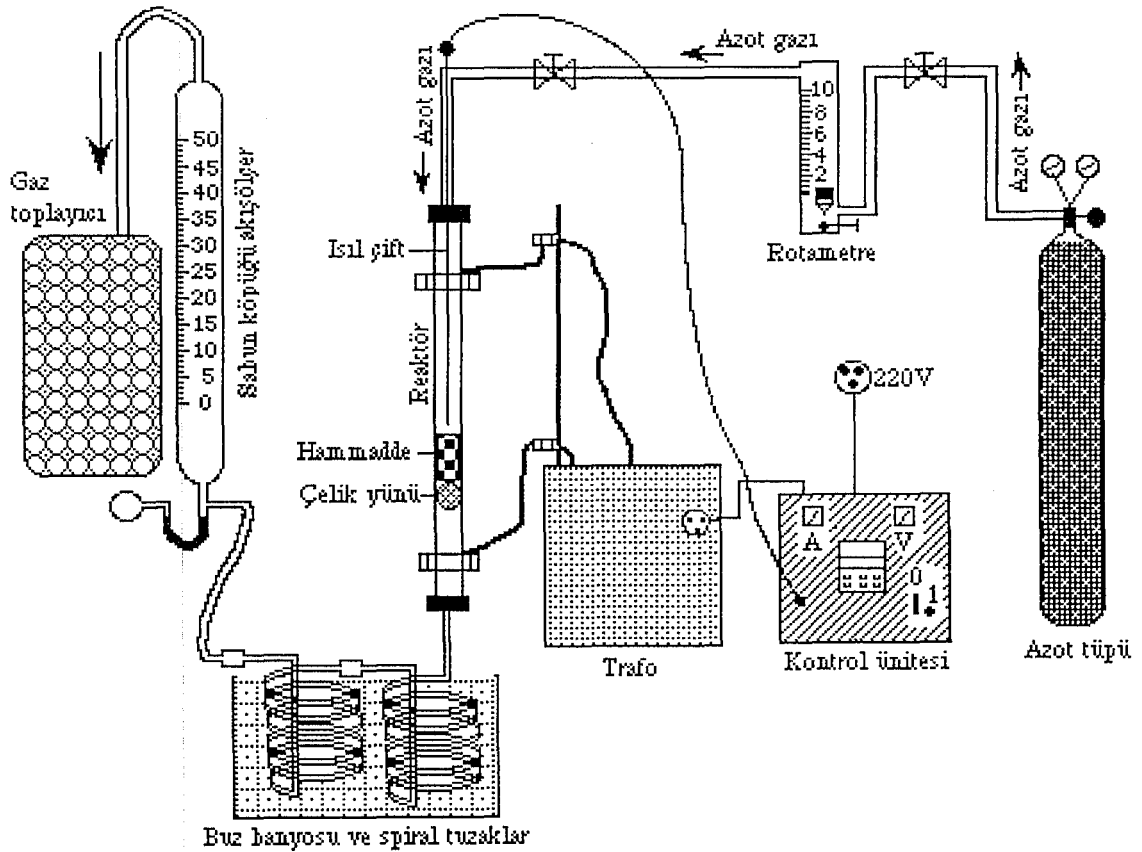 Gaz
toplayıcı
50
45
40
35
30
25
20
15
10
5
0
Sabun köpüğü akışölçer
Azot gazı
Isıl çift
Reaktör
Hammadde
Çelik yünü
Azot gazı
10
8
6
4
2
Rotametre
Azot gazı
220V
A
V
0
1
Trafo
Kontrol ünitesi
Azot tüpü
Buz banyosu ve spiral tuzaklar